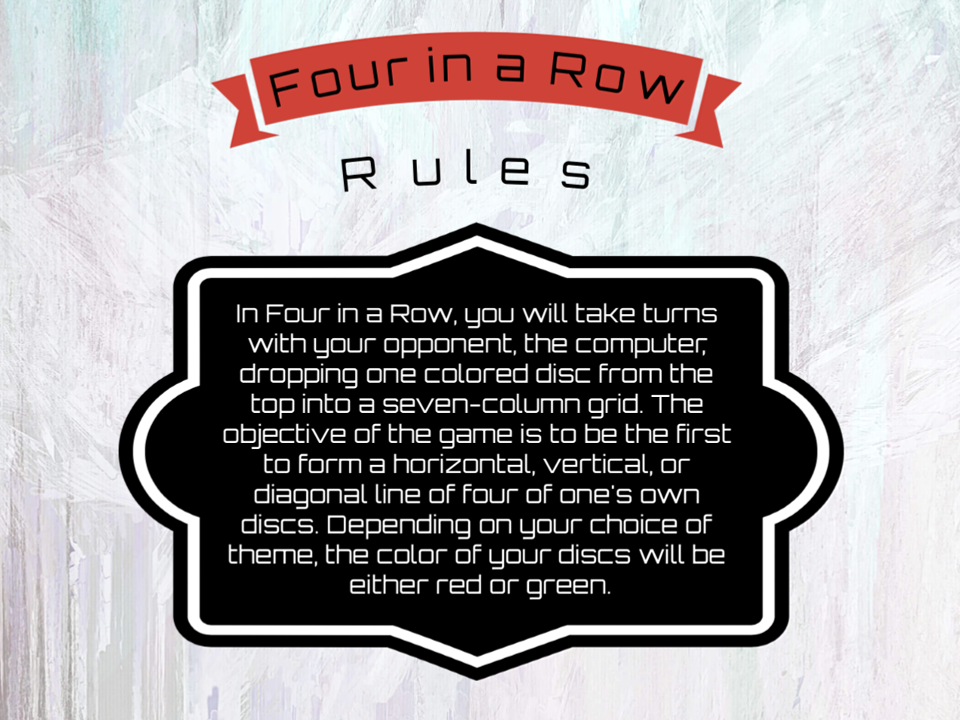 Four in a Row
Rules
In Four in a Row, you will take turns
with your opponent, the computer,
dropping one colored disc from the
top into a seven-column grid. The
objective of the game is to be the first
to form a horizontal, vertical, or
diagonal line of four of one's own
discs. Depending on your choice of
theme, the color of your discs will be
either red or green.